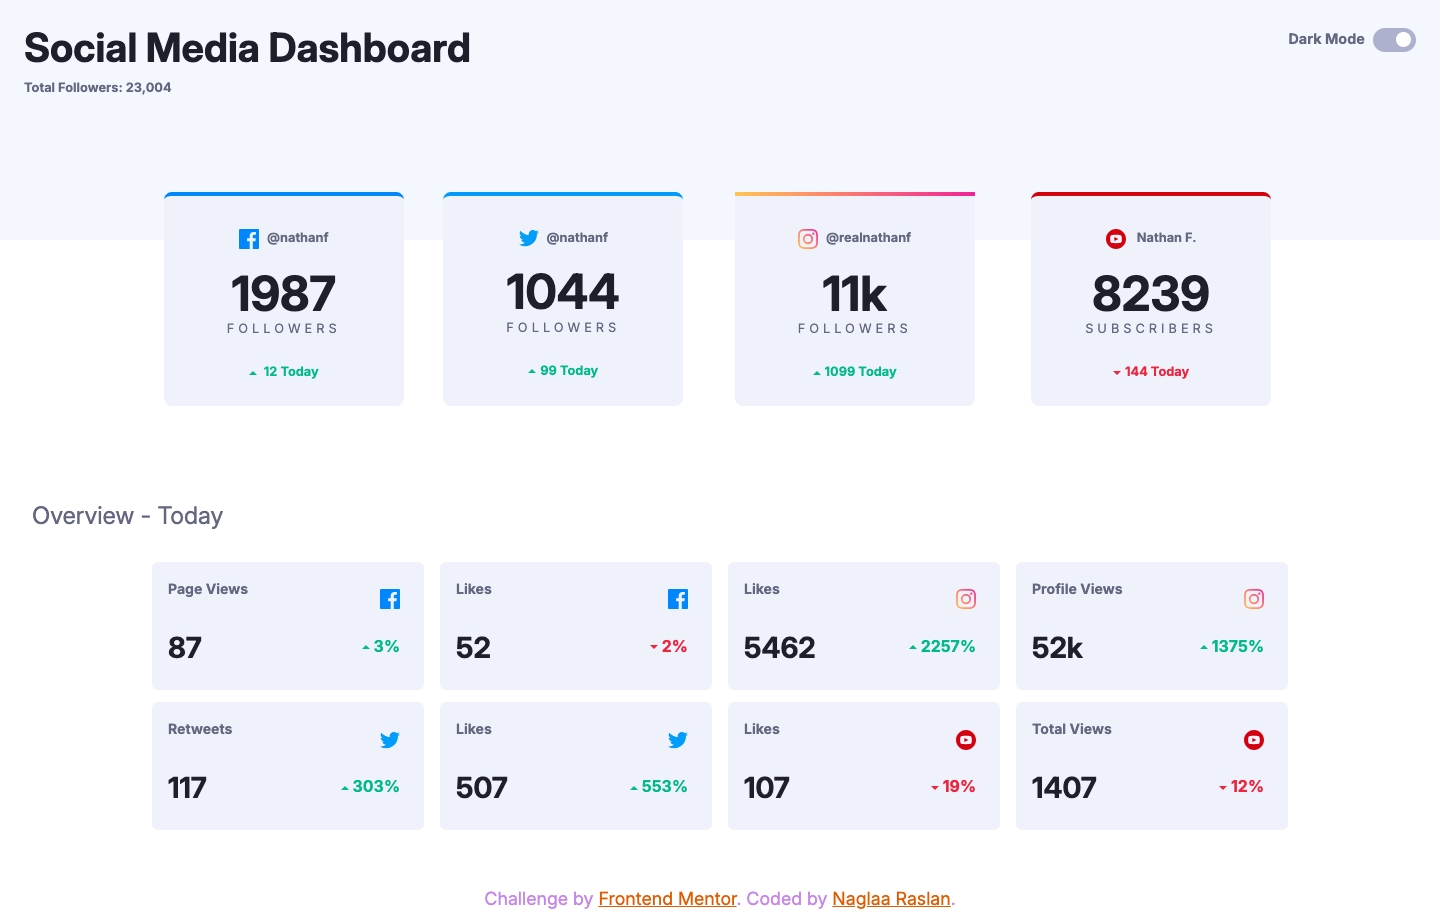 Social Media Dashboard
Dark Mode
Total Followers: 23,004
@nathanf
1987
FOLLOWERS
12 Today
@nathanf
1044
FOLLOWERS
99 Today
@realnathanf
11k
FOLLOWERS
1099 Today
Nathan F.
8239
SUBSCRIBERS
144 Today
Overview - Today
Page Views
87
3%
Likes
52
2%
Likes
5462
2257%
Profile Views
52k
1375%
Retweets
117
303%
Likes
507
553%
Likes
107
19%
Total Views
1407
12%
Challenge by Frontend Mentor. Coded by Naglaa Raslan.